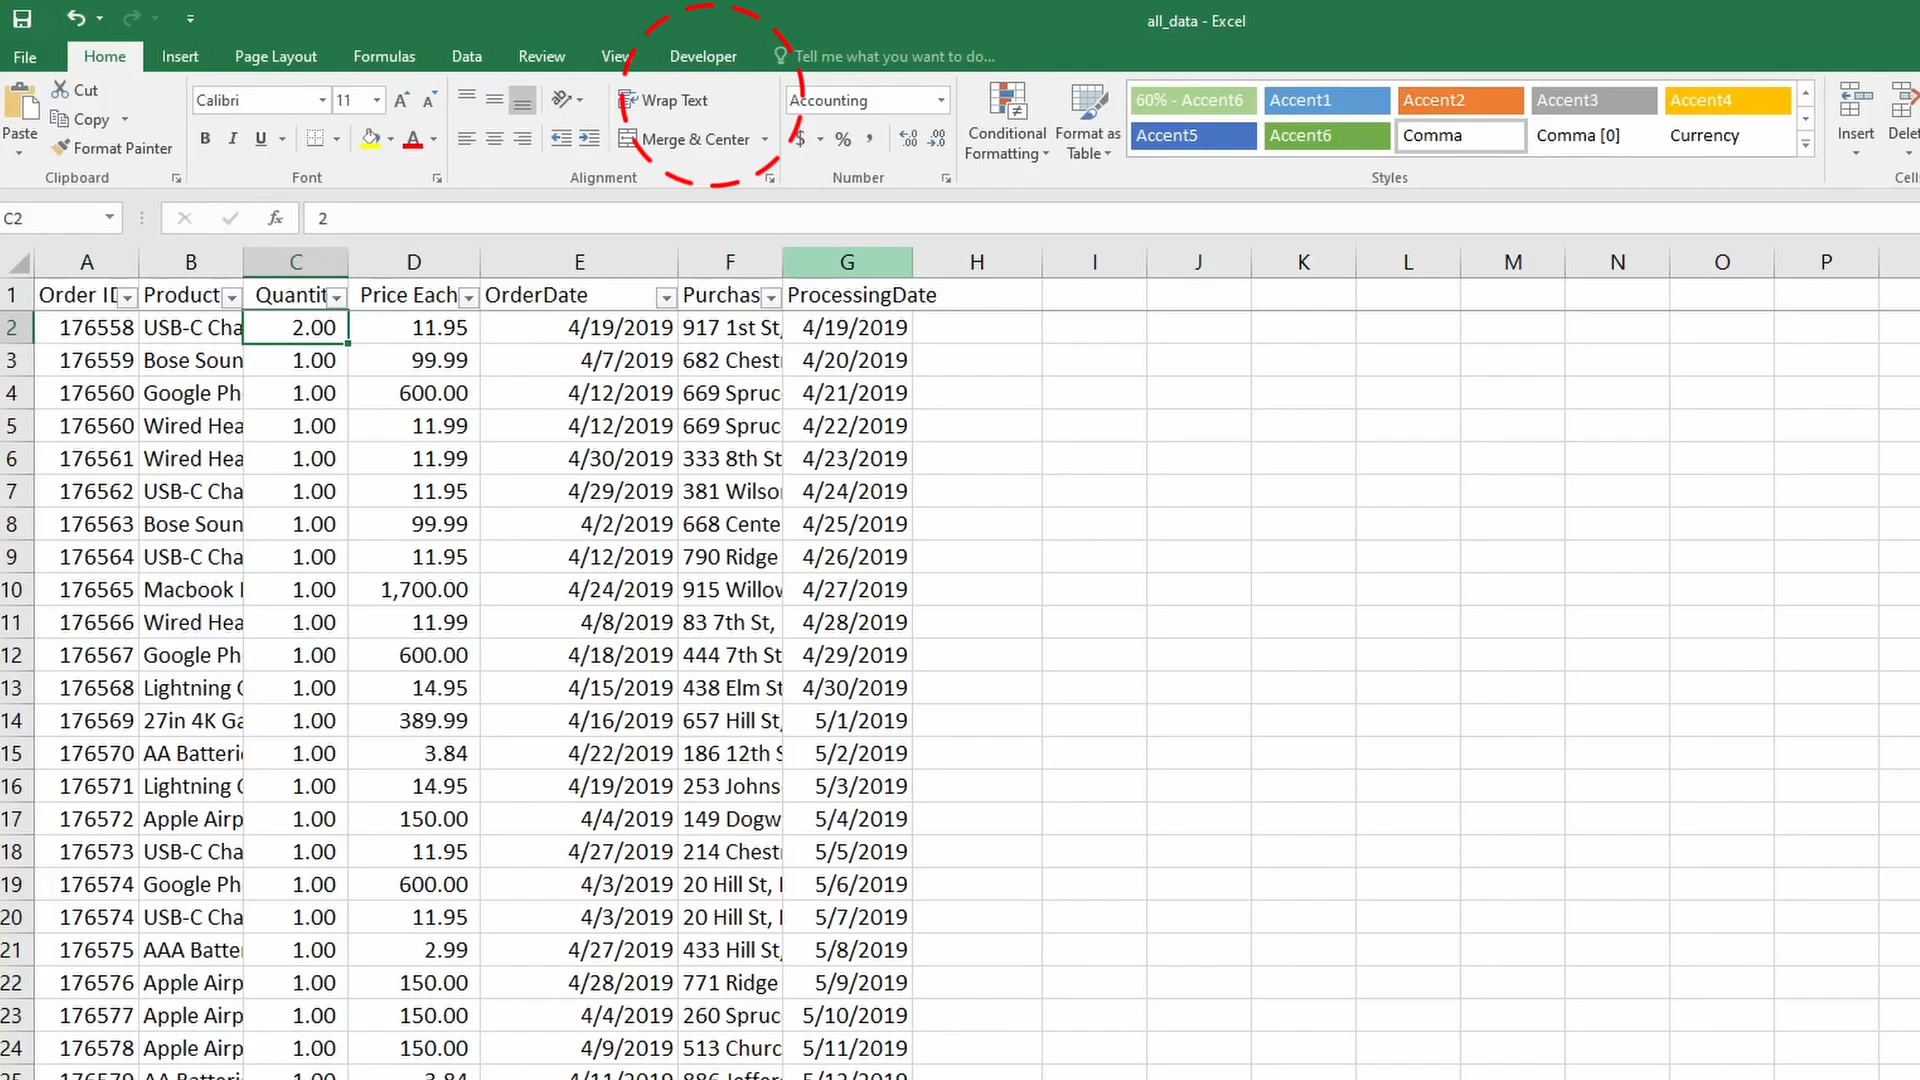 all_data - Excel
File Home Insert Page Layout Formulas Data Review View Developer Tell me what you want to do...
Paste Cut Copy Format Painter Clipboard
Calibri 11 B I U A Font
Wrap Text Merge & Center Alignment
Accounting $ % , Number
Conditional Formatting Format as Table
60% - Accent6 Accent1 Accent2 Accent3 Accent4
Accent5 Accent6 Comma Comma [0] Currency
Styles
Insert
C2 fx 2
A B C D E F G H I J K L M N O P
1 Order ID Product Quantit Price Each OrderDate Purchas ProcessingDate
2 176558 USB-C Cha 2.00 11.95 4/19/2019 917 1st St, 4/19/2019
3 176559 Bose Soun 1.00 99.99 4/7/2019 682 Chest 4/20/2019
4 176560 Google Ph 1.00 600.00 4/12/2019 669 Spruc 4/21/2019
5 176560 Wired Hea 1.00 11.99 4/12/2019 669 Spruc 4/22/2019
6 176561 Wired Hea 1.00 11.99 4/30/2019 333 8th St 4/23/2019
7 176562 USB-C Cha 1.00 11.95 4/29/2019 381 Wilso 4/24/2019
8 176563 Bose Soun 1.00 99.99 4/2/2019 668 Cente 4/25/2019
9 176564 USB-C Cha 1.00 11.95 4/12/2019 790 Ridge 4/26/2019
10 176565 Macbook 1.00 1,700.00 4/24/2019 915 Willow 4/27/2019
11 176566 Wired Hea 1.00 11.99 4/8/2019 83 7th St, 4/28/2019
12 176567 Google Ph 1.00 600.00 4/18/2019 444 7th St 4/29/2019
13 176568 Lightning C 1.00 14.95 4/15/2019 438 Elm St 4/30/2019
14 176569 27in 4K Ga 1.00 389.99 4/16/2019 657 Hill St, 5/1/2019
15 176570 AA Batteri 1.00 3.84 4/22/2019 186 12th S 5/2/2019
16 176571 Lightning C 1.00 14.95 4/19/2019 253 Johns 5/3/2019
17 176572 Apple Airp 1.00 150.00 4/4/2019 149 Dogw 5/4/2019
18 176573 USB-C Cha 1.00 11.95 4/27/2019 214 Chest 5/5/2019
19 176574 Google Ph 1.00 600.00 4/3/2019 20 Hill St, 5/6/2019
20 176574 USB-C Cha 1.00 11.95 4/3/2019 20 Hill St, 5/7/2019
21 176575 AAA Batte 1.00 2.99 4/27/2019 433 Hill St, 5/8/2019
22 176576 Apple Airp 1.00 150.00 4/28/2019 771 Ridge 5/9/2019
23 176577 Apple Airp 1.00 150.00 4/4/2019 260 Spruc 5/10/2019
24 176578 Apple Airp 1.00 150.00 4/9/2019 513 Churc 5/11/2019